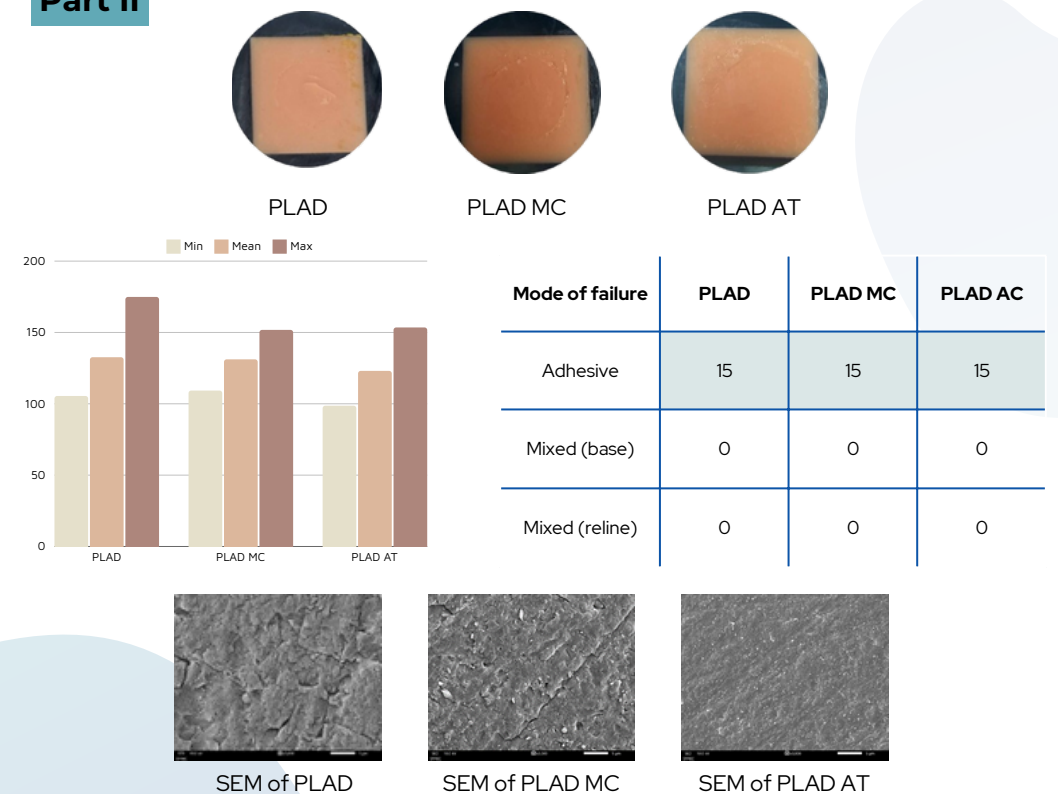 Part II
PLAD
PLAD MC
PLAD AT
Min
Mean
Max
200
150
100
50
0
PLAD
PLAD MC
PLAD AT
Mode of failure PLAD PLAD MC PLAD AC
Adhesive 15 15 15
Mixed (base) 0 0 0
Mixed (reline) 0 0 0
SEM of PLAD
SEM of PLAD MC
SEM of PLAD AT